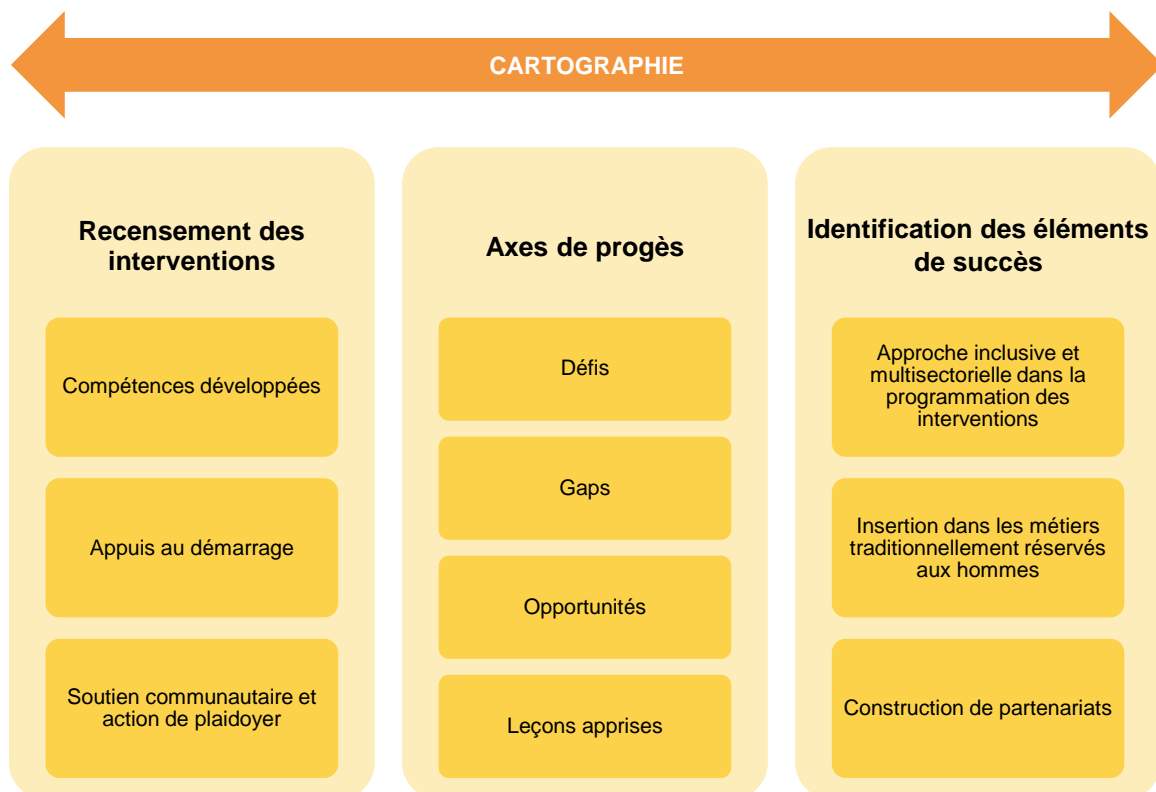 CARTOGRAPHIE
Recensement des
interventions
Compétences développées
Appuis au démarrage
Soutien communautaire et
action de plaidoyer
Axes de progès
Défis
Gaps
Opportunités
Leçons apprises
Identification des éléments
de succès
Approche inclusive et
multisectorielle dans la
programmation des
interventions
Insertion dans les métiers
traditionnellement réservés
aux hommes
Construction de partenariats